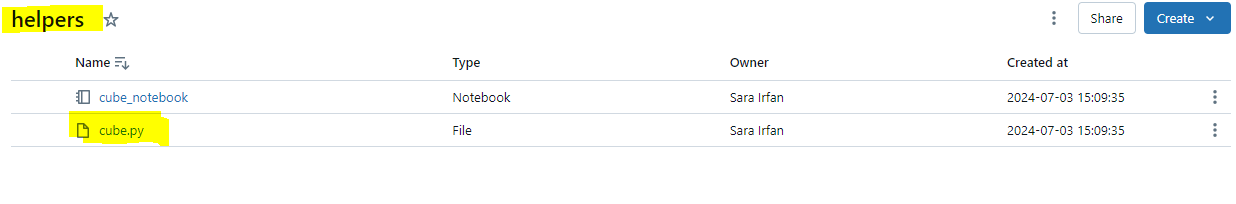 helpers
Share
Create
Name Type Owner Created at
cube_notebook Notebook Sara Irfan 2024-07-03 15:09:35
cube.py File Sara Irfan 2024-07-03 15:09:35